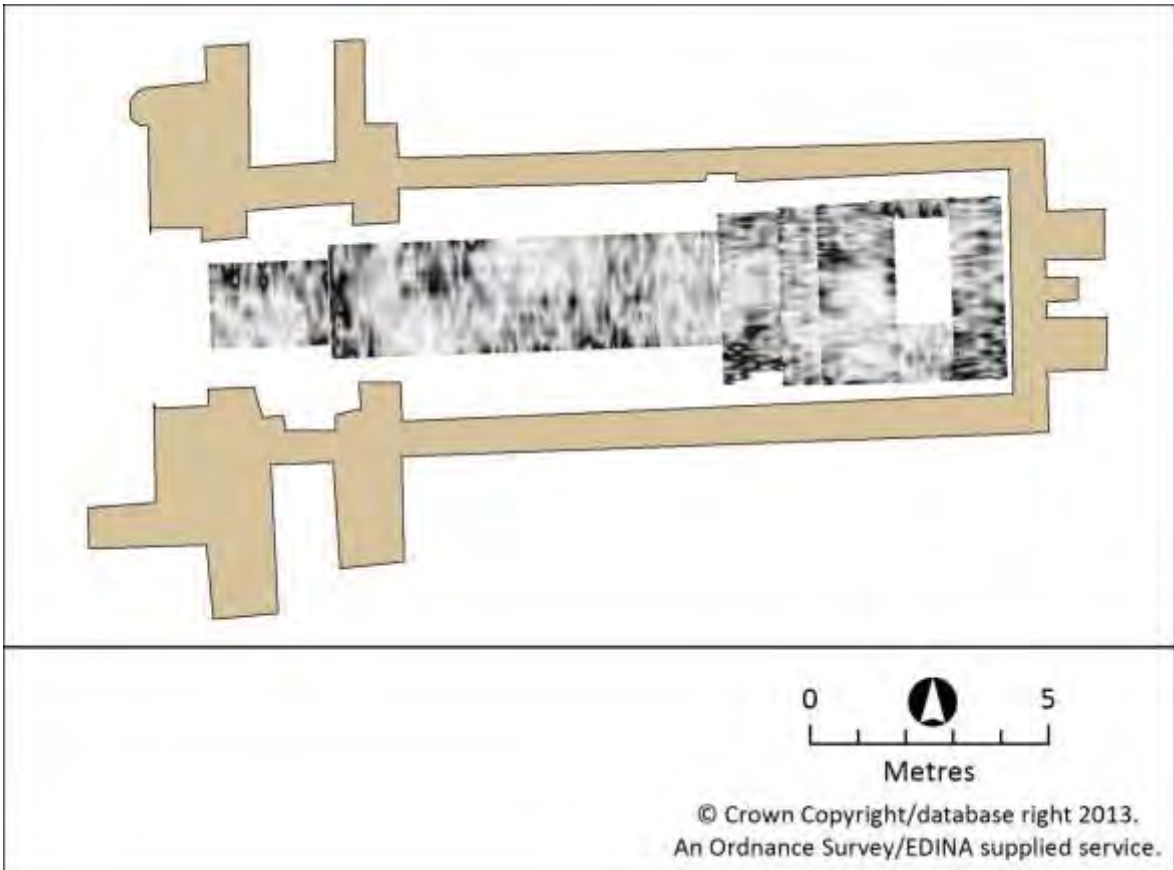 0 5
Metres
© Crown Copyright/database right 2013.
An Ordnance Survey/EDINA supplied service.